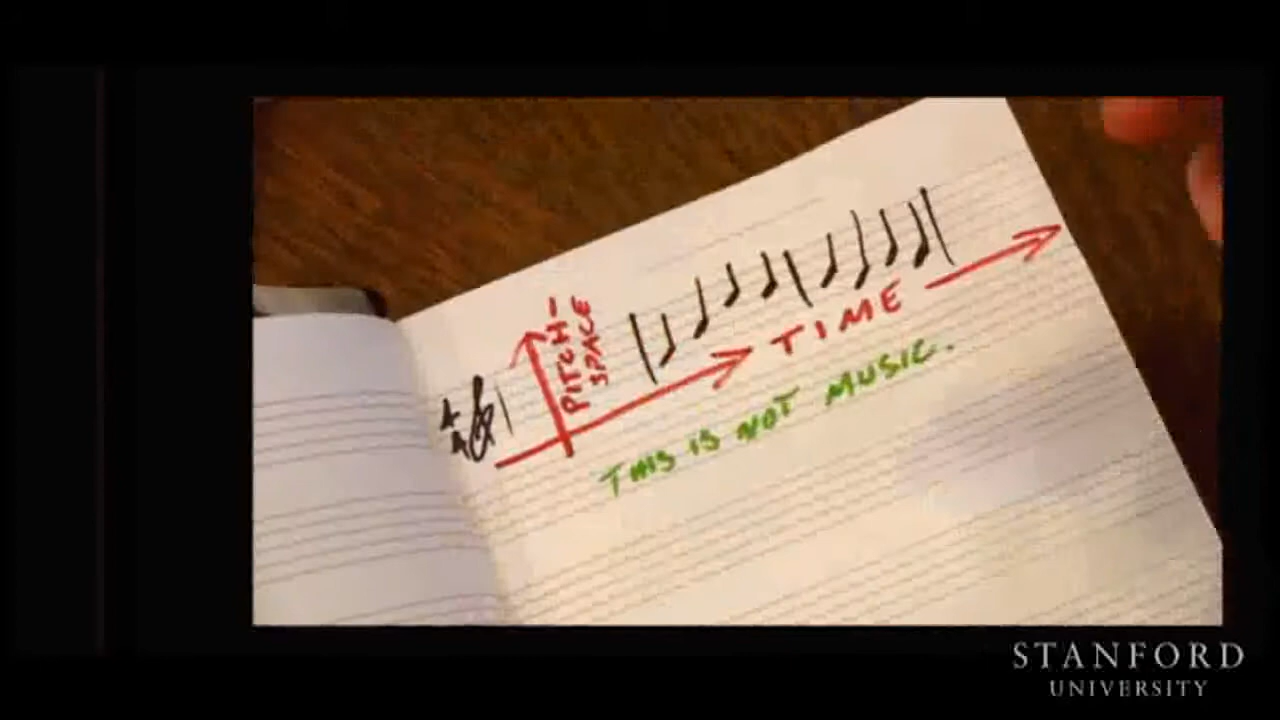 PITCH-
SPACE
TIME
THIS IS NOT MUSIC.
STANFORD
UNIVERSITY